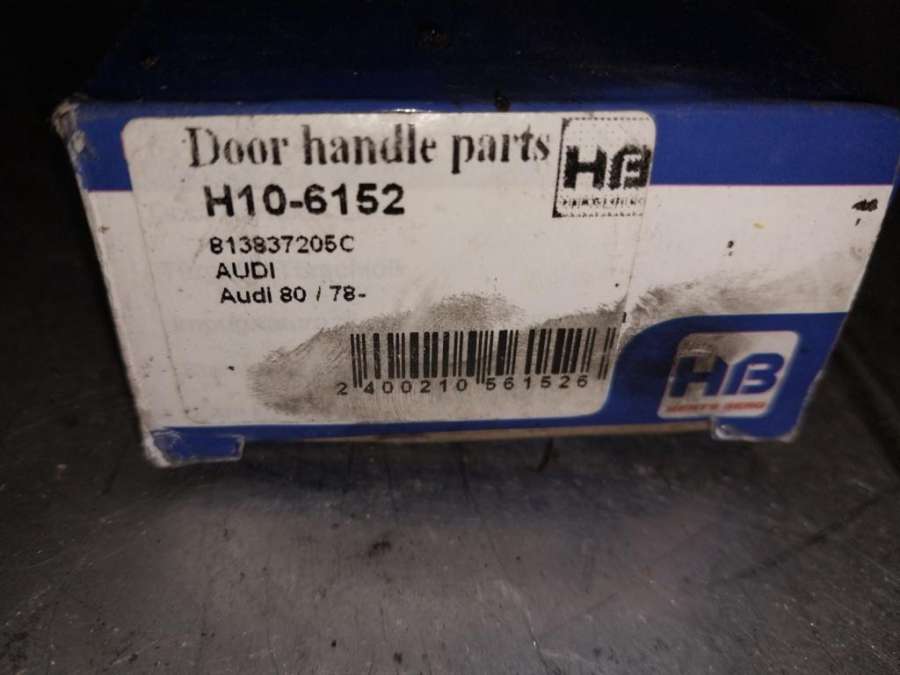 Door handle parts
HB
H10-6152
813837205C
AUDI
Audi 80 / 78-
2 400210 561526
HB